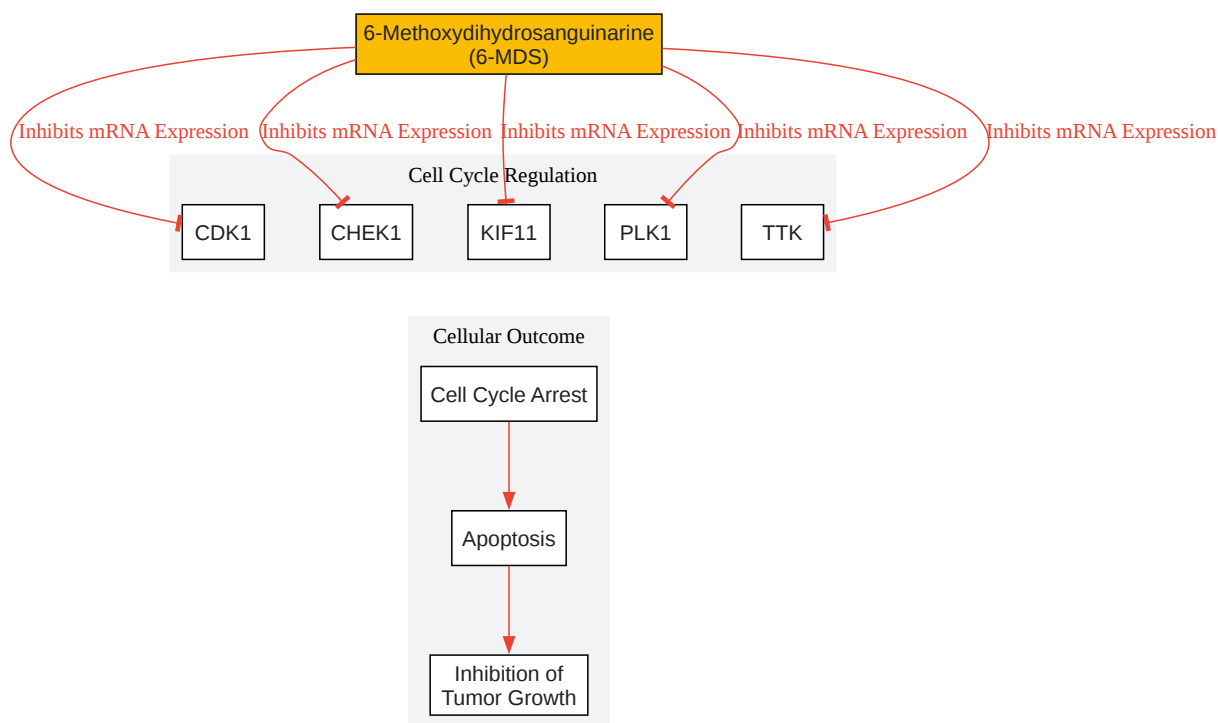 6-Methoxydihydrosanguinarine
(6-MDS)
Inhibits mRNA Expression
Inhibits mRNA Expression
Inhibits mRNA Expression
Inhibits mRNA Expression
Inhibits mRNA Expression
Cell Cycle Regulation
CDK1
CHEK1
KIF11
PLK1
TTK
Cellular Outcome
Cell Cycle Arrest
Apoptosis
Inhibition of
Tumor Growth